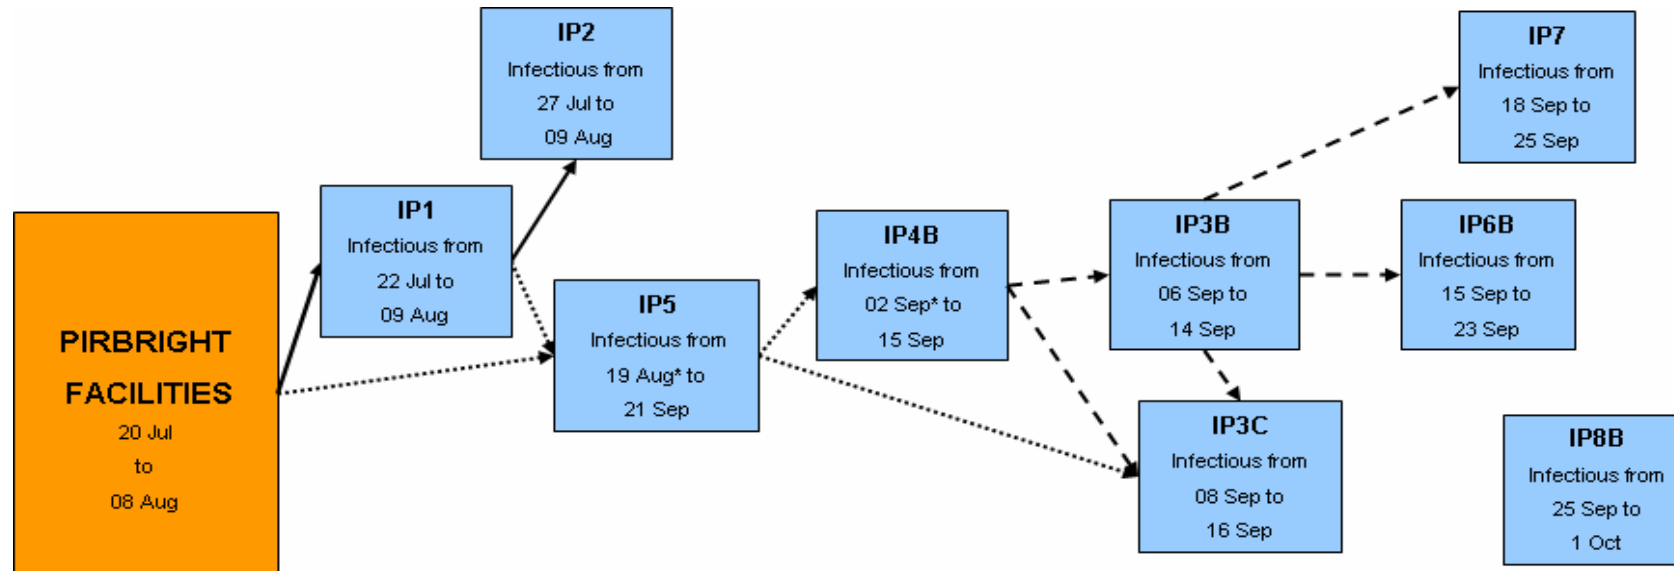 IP2
Infectious from
27 Jul to
09 Aug
IP7
Infectious from
18 Sep to
25 Sep
IP1
Infectious from
22 Jul to
09 Aug
PIRBRIGHT
FACILITIES
20 Jul
to
08 Aug
IP5
Infectious from
19 Aug* to
21 Sep
IP4B
Infectious from
02 Sep* to
15 Sep
IP3B
Infectious from
06 Sep to
14 Sep
IP6B
Infectious from
15 Sep to
23 Sep
IP3C
Infectious from
08 Sep to
16 Sep
IP8B
Infectious from
25 Sep to
1 Oct